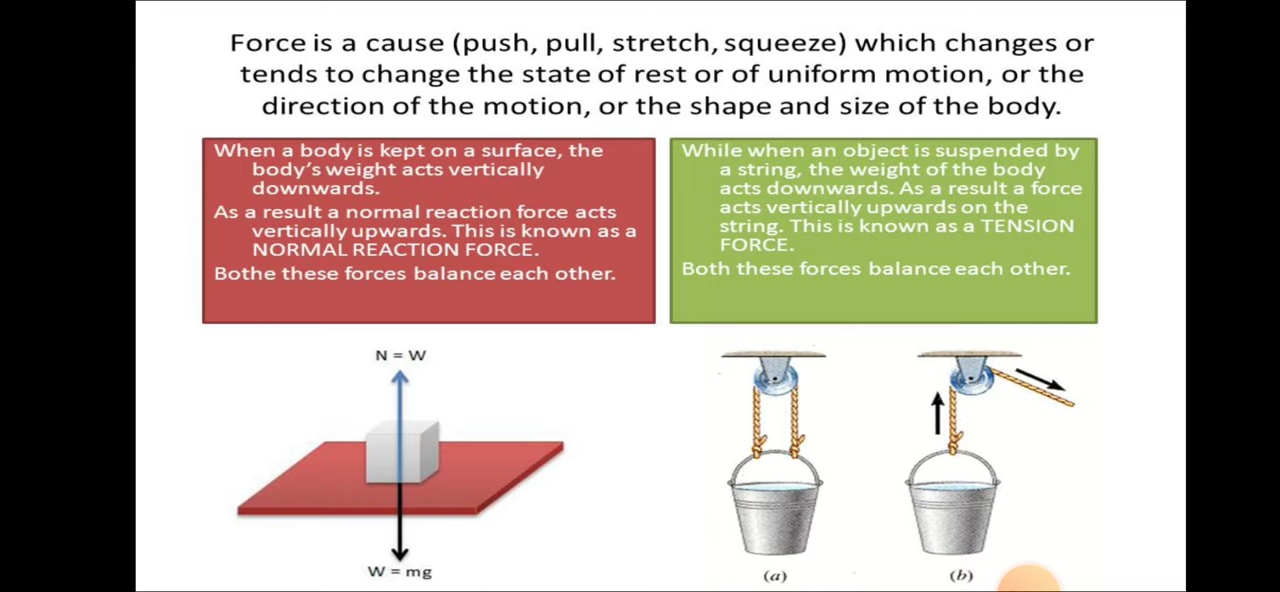 Force is a cause (push, pull, stretch, squeeze) which changes or
tends to change the state of rest or of uniform motion, or the
direction of the motion, or the shape and size of the body.
When a body is kept on a surface, the
body's weight acts vertically
downwards.
As a result a normal reaction force acts
vertically upwards. This is known as a
NORMAL REACTION FORCE.
Bothe these forces balance each other.
While when an object is suspended by
a string, the weight of the body
acts downwards. As a result a force
acts vertically upwards on the
string. This is known as a TENSION
FORCE.
Both these forces balance each other.
N = W
W = mg
(a)
(b)